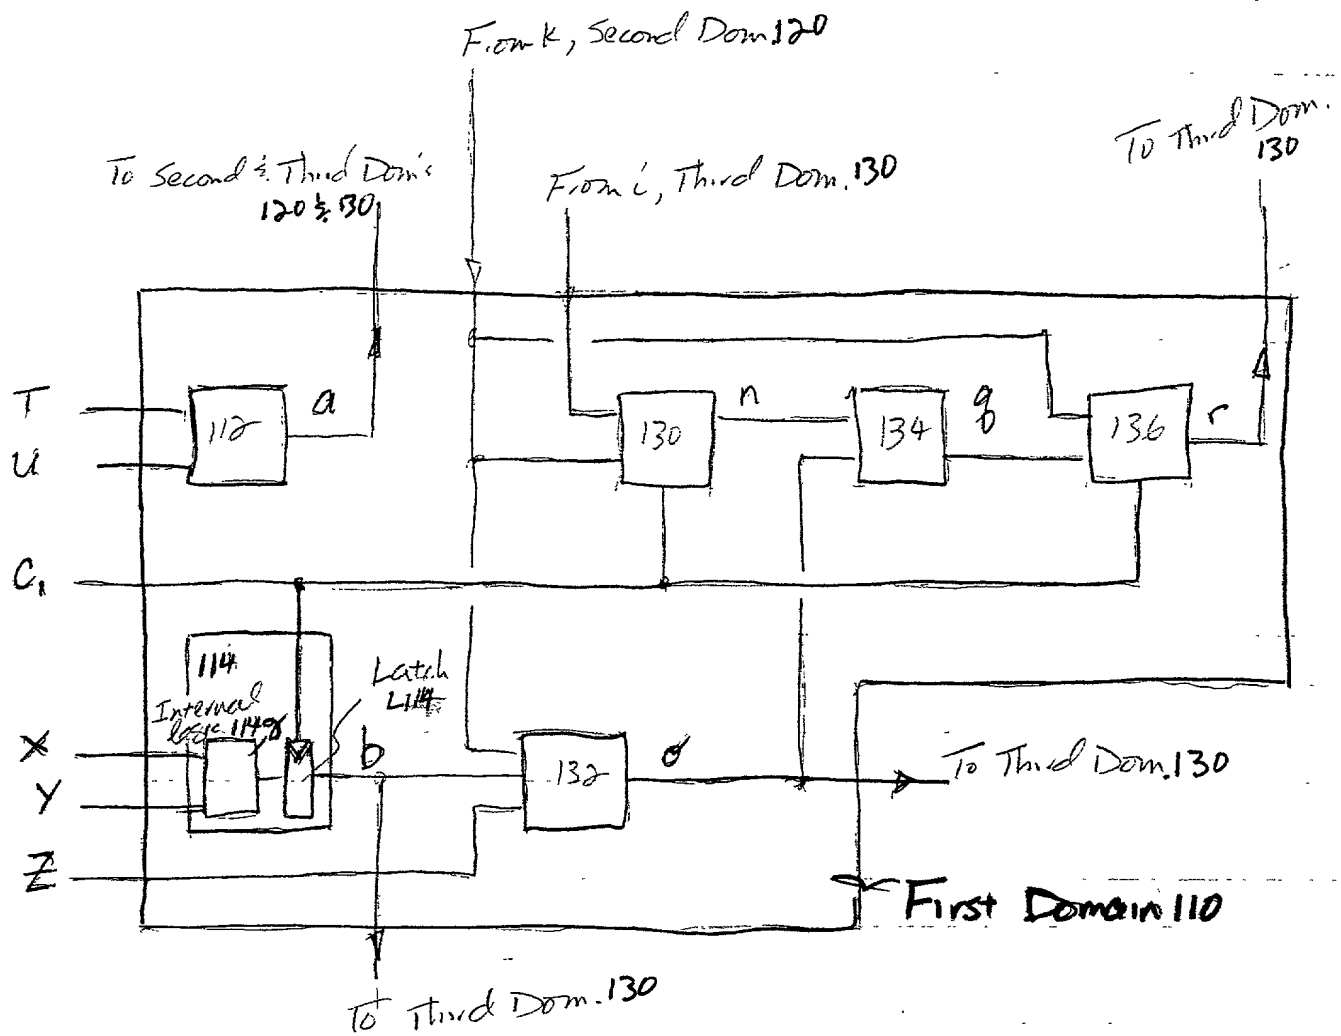 From k, Second Dom. 120
To Third Dom.
130
To Second & Third Dom's
120 & 130
From i, Third Dom. 130
T
U
112
a
130
n
134
q
136
r
C1
114
Internal
logic 114g
Latch
L114
X
Y
Z
b
132
o
To Third Dom. 130
First Domain 110
To Third Dom. 130